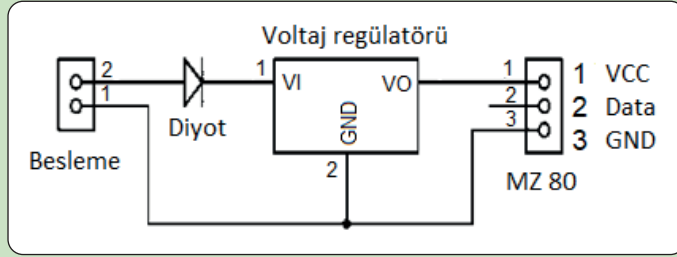 Voltaj regülatörü
2
1
Besleme
Diyot
1
VI
VO
GND
2
1
2
3
1 VCC
2 Data
3 GND
MZ 80